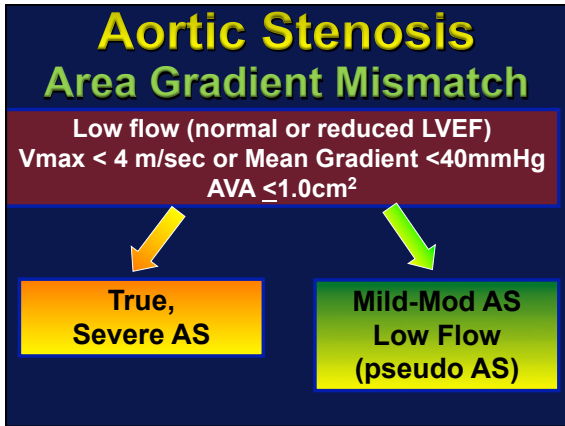 Aortic Stenosis
Area Gradient Mismatch
Low flow (normal or reduced LVEF)
Vmax < 4 m/sec or Mean Gradient <40mmHg
AVA ≤1.0cm²
True,
Severe AS
Mild-Mod AS
Low Flow
(pseudo AS)